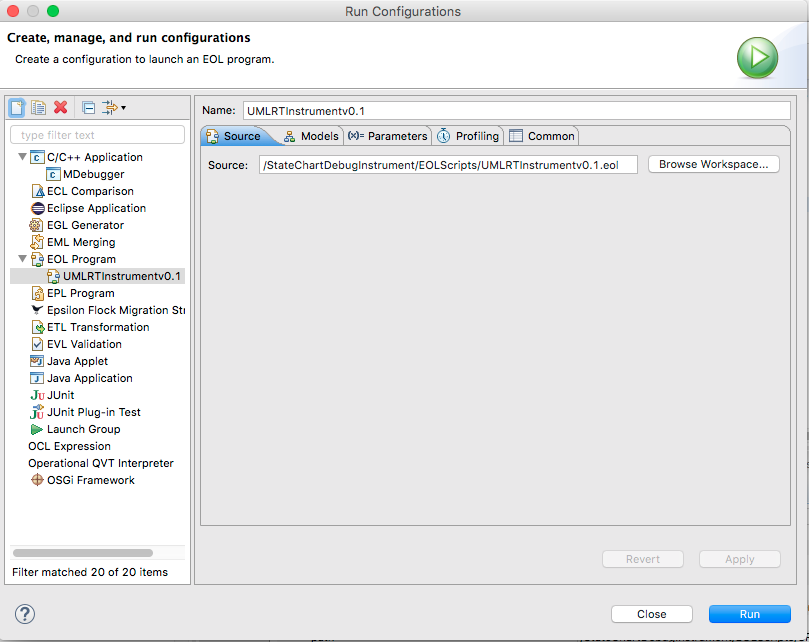 Run Configurations
Create, manage, and run configurations
Create a configuration to launch an EOL program.
type filter text
C/C++ Application
MDebugger
ECL Comparison
Eclipse Application
EGL Generator
EML Merging
EOL Program
UMLRTInstrumentv0.1
EPL Program
Epsilon Flock Migration Str
ETL Transformation
EVL Validation
Java Applet
Java Application
JUnit
JUnit Plug-in Test
Launch Group
OCL Expression
Operational QVT Interpreter
OSGi Framework
Filter matched 20 of 20 items
Name: UMLRTInstrumentv0.1
Source Models (x)= Parameters Profiling Common
Source: /StateChartDebugInstrument/EOLScripts/UMLRTInstrumentv0.1.eol Browse Workspace...
Revert Apply
? Close Run